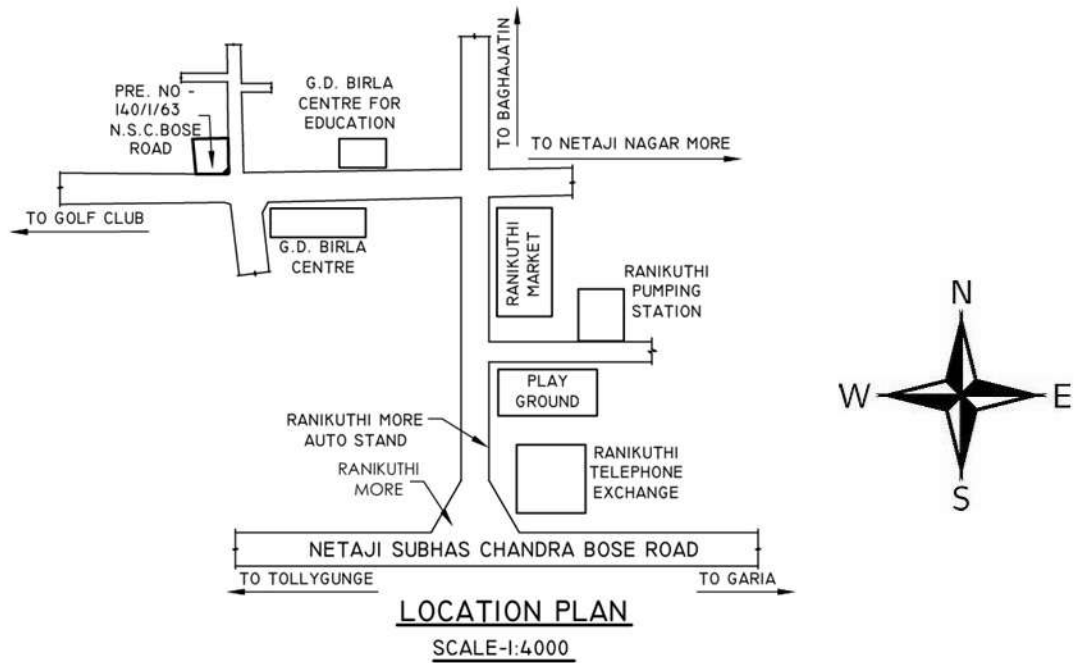 TO BAGHAJATIN
PRE. NO -
140/1/63
N.S.C.BOSE
ROAD
G.D. BIRLA
CENTRE FOR
EDUCATION
TO NETAJI NAGAR MORE
TO GOLF CLUB
G.D. BIRLA
CENTRE
RANIKUTHI
MARKET
RANIKUTHI
PUMPING
STATION
N
W
E
S
PLAY
GROUND
RANIKUTHI MORE
AUTO STAND
RANIKUTHI
MORE
RANIKUTHI
TELEPHONE
EXCHANGE
NETAJI SUBHAS CHANDRA BOSE ROAD
TO TOLLYGUNGE
TO GARIA
LOCATION PLAN
SCALE-1:4000